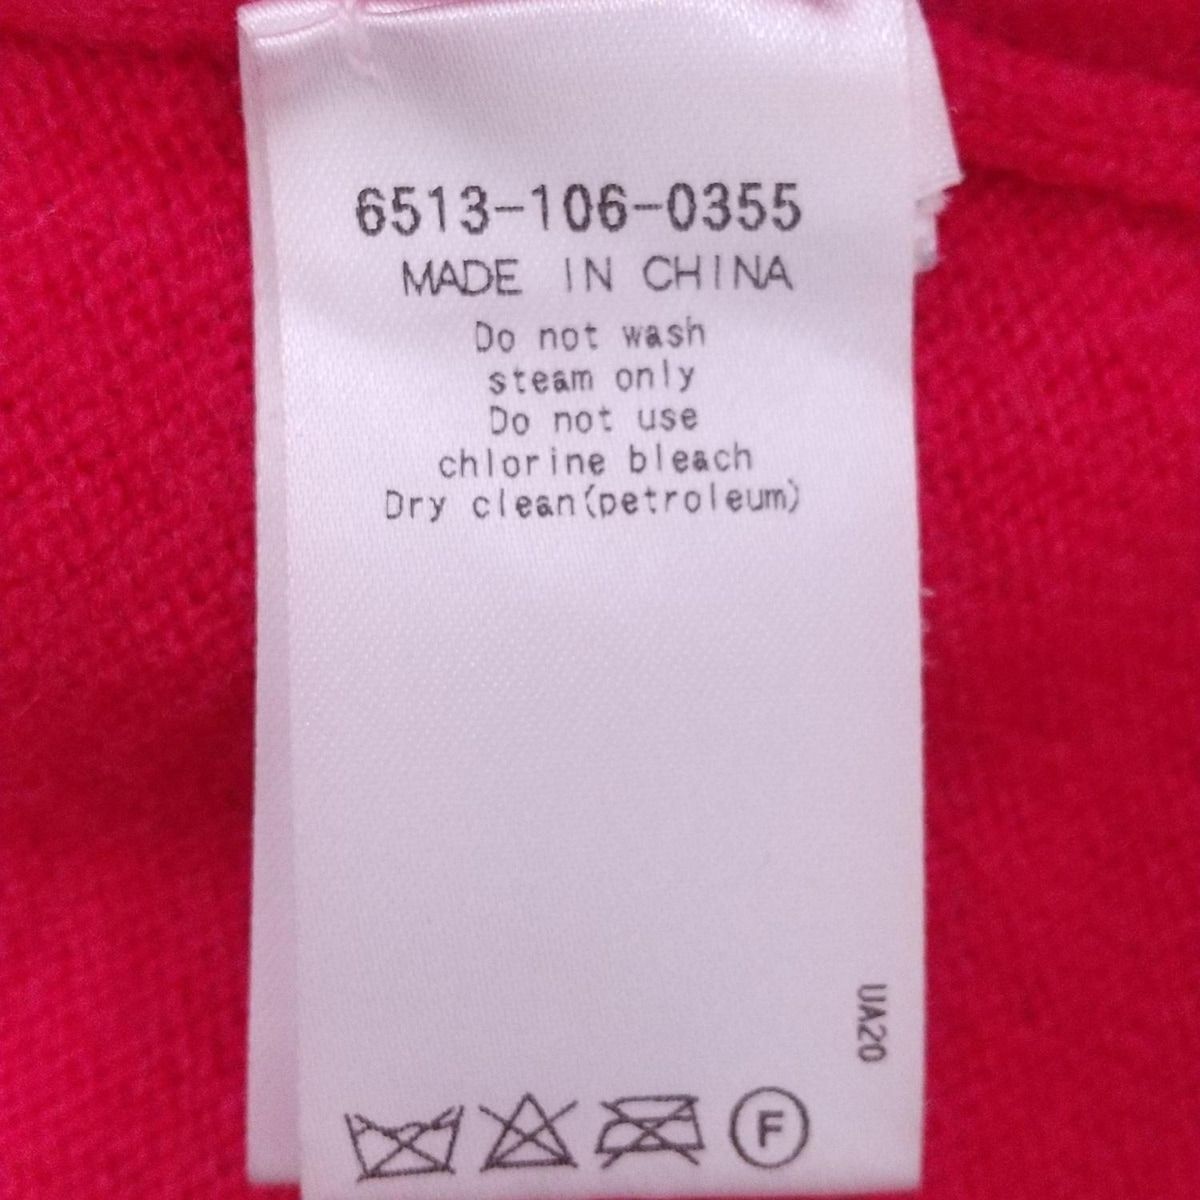 6513-106-0355
MADE IN CHINA
Do not wash
steam only
Do not use
chlorine bleach
Dry clean(petroleum)
UA20
F